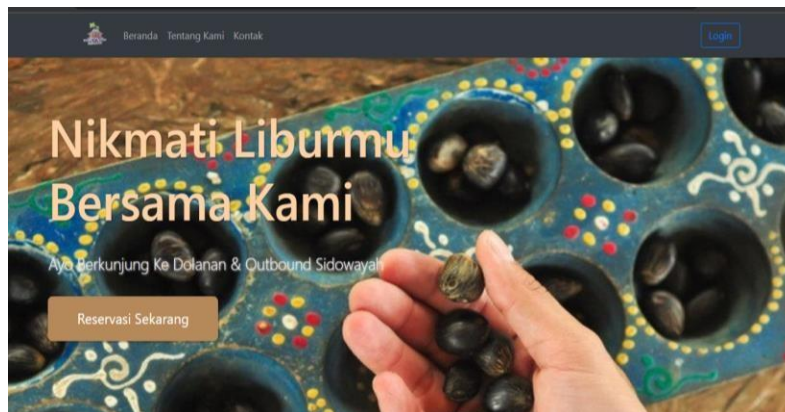 Beranda Tentang Kami Kontak
Login
Nikmati Liburmu
Bersama Kami
Ayo Berkunjung Ke Dolanan & Outbound Sidowayah
Reservasi Sekarang